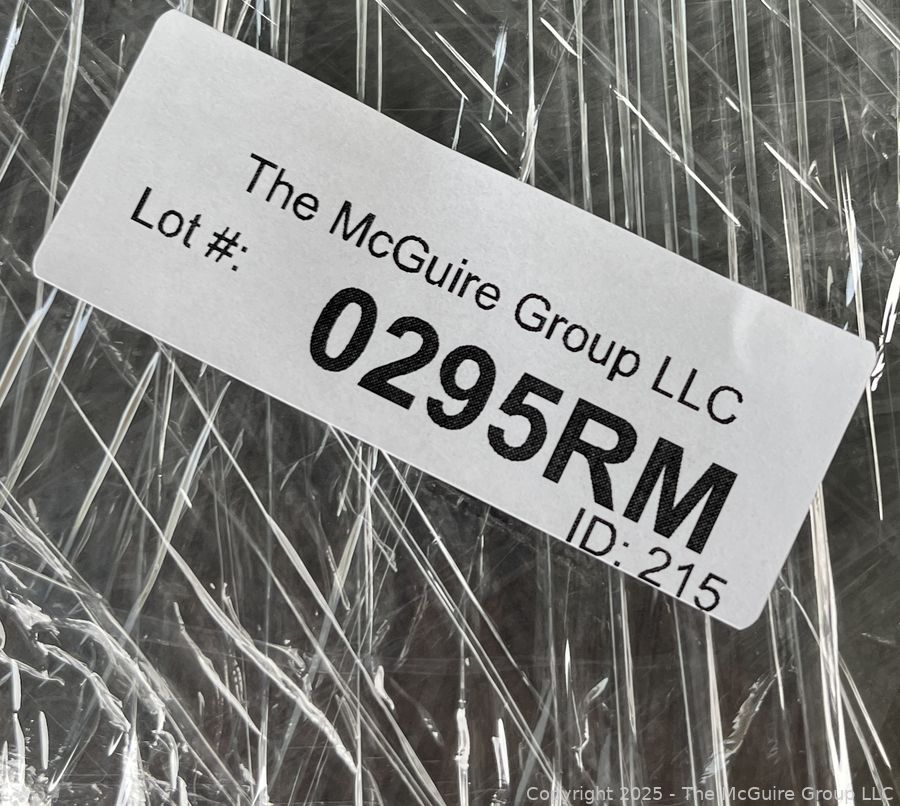 The McGuire Group LLC
Lot #:
0295RM
ID: 215
Copyright 2025 - The McGuire Group LLC